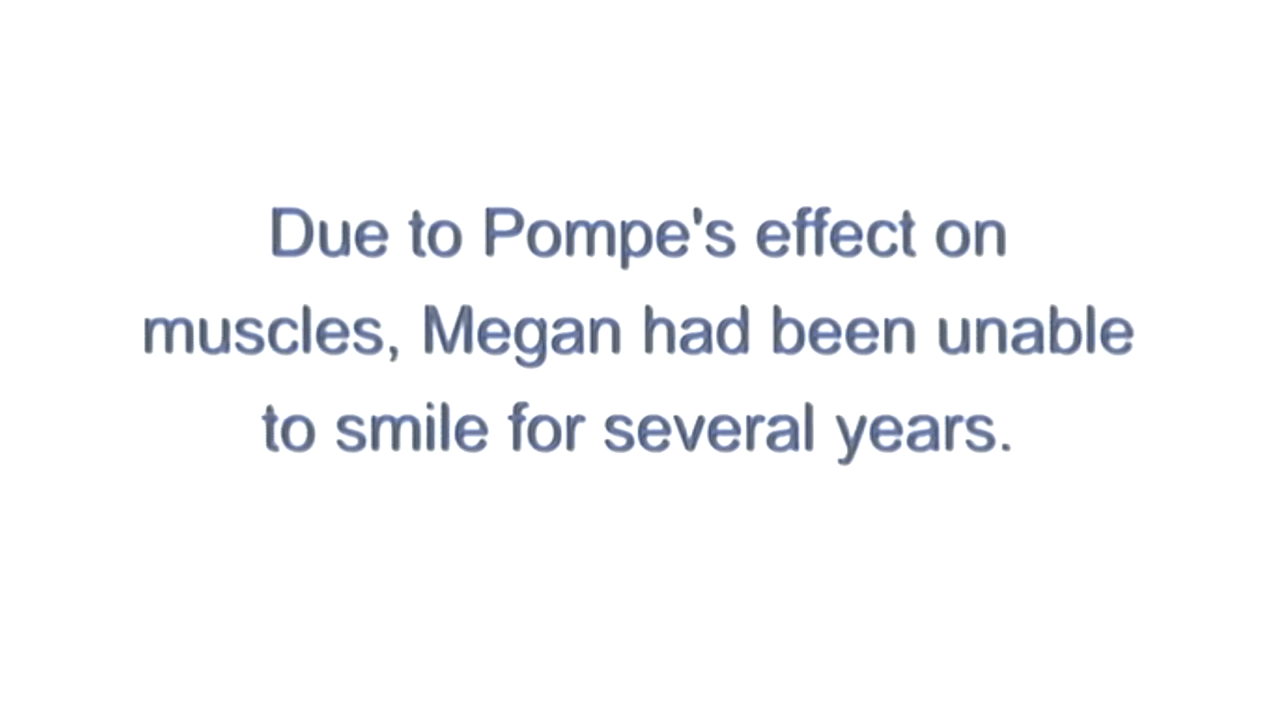 Due to Pompe's effect on
muscles, Megan had been unable
to smile for several years.